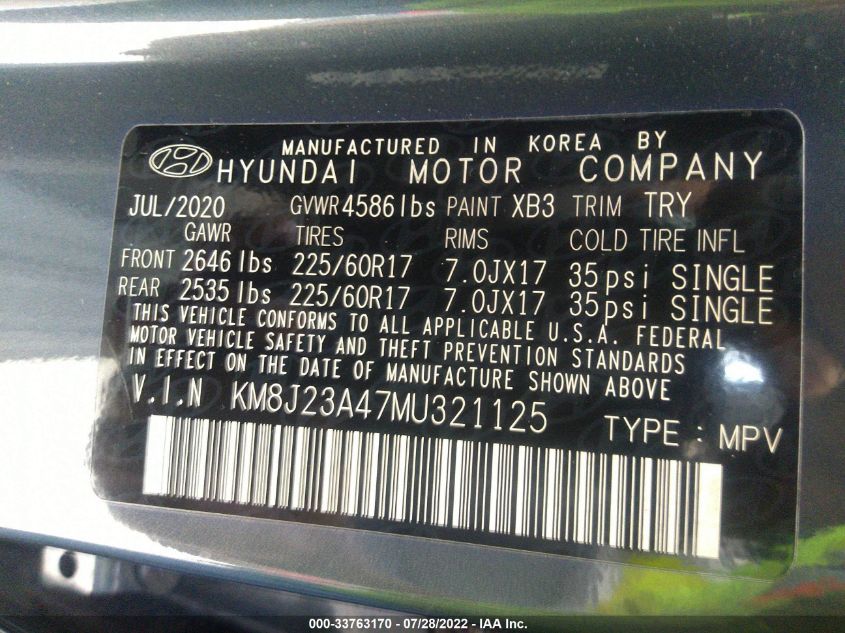 MANUFACTURED IN KOREA BY
HYUNDAI MOTOR COMPANY
JUL/2020 GVWR 4586 lbs PAINT XB3 TRIM TRY
GAWR TIRES RIMS COLD TIRE INFL
FRONT 2646 lbs 225/60R17 7.0JX17 35psi SINGLE
REAR 2535 lbs 225/60R17 7.0JX17 35psi SINGLE
THIS VEHICLE CONFORMS TO ALL APPLICABLE U.S.A. FEDERAL
MOTOR VEHICLE SAFETY AND THEFT PREVENTION STANDARDS
IN EFFECT ON THE DATE OF MANUFACTURE SHOWN ABOVE
V.I.N KM8J23A47MU321125 TYPE : MPV
000-33763170 - 07/28/2022 - IAA Inc.